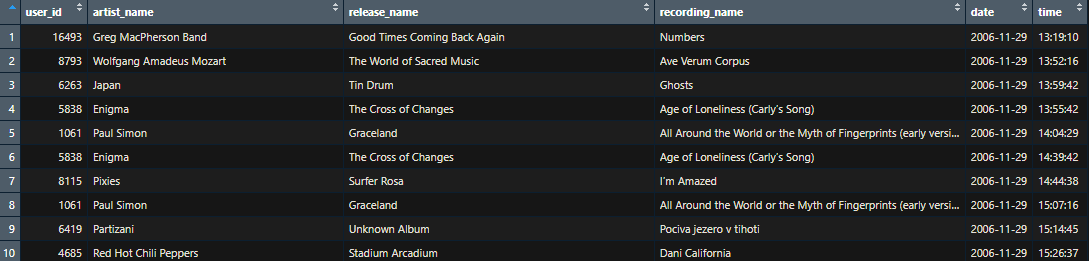 user_id artist_name release_name recording_name date time
1 16493 Greg MacPherson Band Good Times Coming Back Again Numbers 2006-11-29 13:19:10
2 8793 Wolfgang Amadeus Mozart The World of Sacred Music Ave Verum Corpus 2006-11-29 13:52:16
3 6263 Japan Tin Drum Ghosts 2006-11-29 13:59:42
4 5838 Enigma The Cross of Changes Age of Loneliness (Carly's Song) 2006-11-29 13:55:42
5 1061 Paul Simon Graceland All Around the World or the Myth of Fingerprints (early versi... 2006-11-29 14:04:29
6 5838 Enigma The Cross of Changes Age of Loneliness (Carly's Song) 2006-11-29 14:39:42
7 8115 Pixies Surfer Rosa I'm Amazed 2006-11-29 14:44:38
8 1061 Paul Simon Graceland All Around the World or the Myth of Fingerprints (early versi... 2006-11-29 15:07:16
9 6419 Partizani Unknown Album Pociva jezero v tihoti 2006-11-29 15:14:45
10 4685 Red Hot Chili Peppers Stadium Arcadium Dani California 2006-11-29 15:26:37